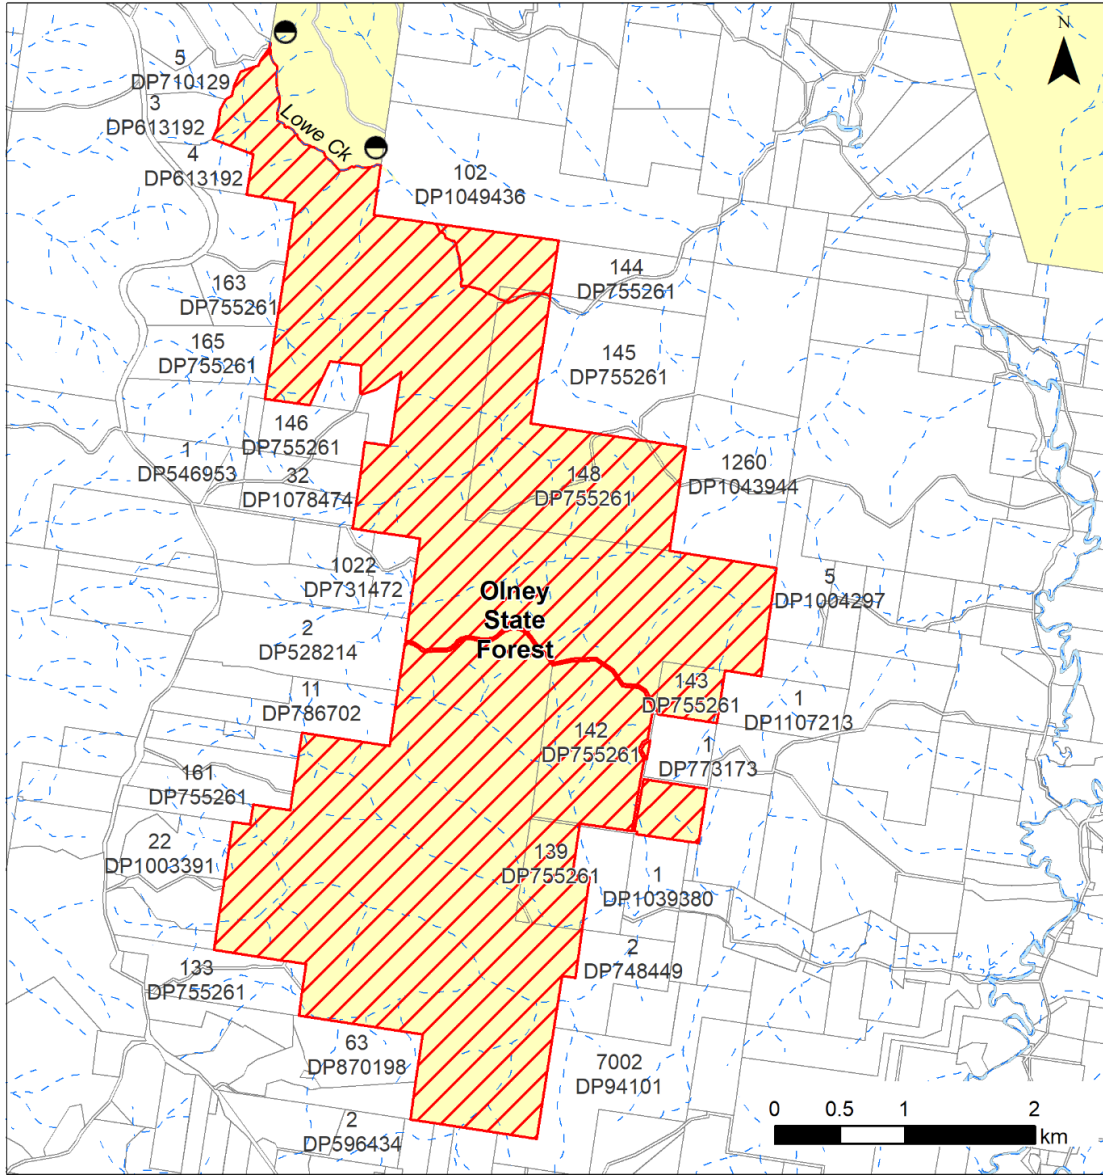 N
5
DP710129
3
DP613192
4
DP613192
Lowe Ck
102
DP1049436
163
DP755261
144
DP755261
165
DP755261
145
DP755261
146
DP755261
1
DP546953
32
DP1078474
148
DP755261
1260
DP1043944
1022
DP731472
5
DP1004297
Olney
State
Forest
2
DP528214
11
DP786702
143
DP755261
1
DP1107213
142
DP755261
1
DP773173
161
DP755261
22
DP1003391
139
DP755261
1
DP1039380
2
DP748449
133
DP755261
63
DP870198
7002
DP94101
2
DP596434
0 0.5 1 2
km